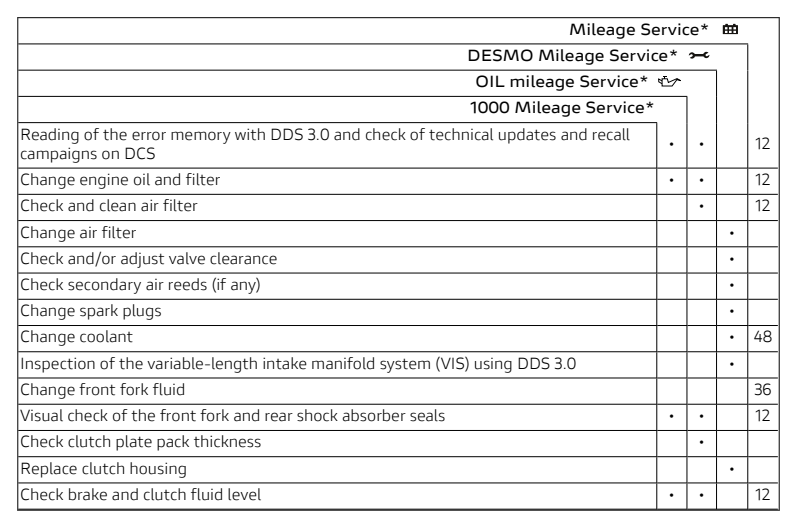 Mileage Service*
DESMO Mileage Service*
OIL mileage Service*
1000 Mileage Service*
Reading of the error memory with DDS 3.0 and check of technical updates and recall
campaigns on DCS • • 12
Change engine oil and filter • • 12
Check and clean air filter • 12
Change air filter •
Check and/or adjust valve clearance •
Check secondary air reeds (if any) •
Change spark plugs •
Change coolant • 48
Inspection of the variable-length intake manifold system (VIS) using DDS 3.0 •
Change front fork fluid 36
Visual check of the front fork and rear shock absorber seals • • 12
Check clutch plate pack thickness •
Replace clutch housing •
Check brake and clutch fluid level • • 12